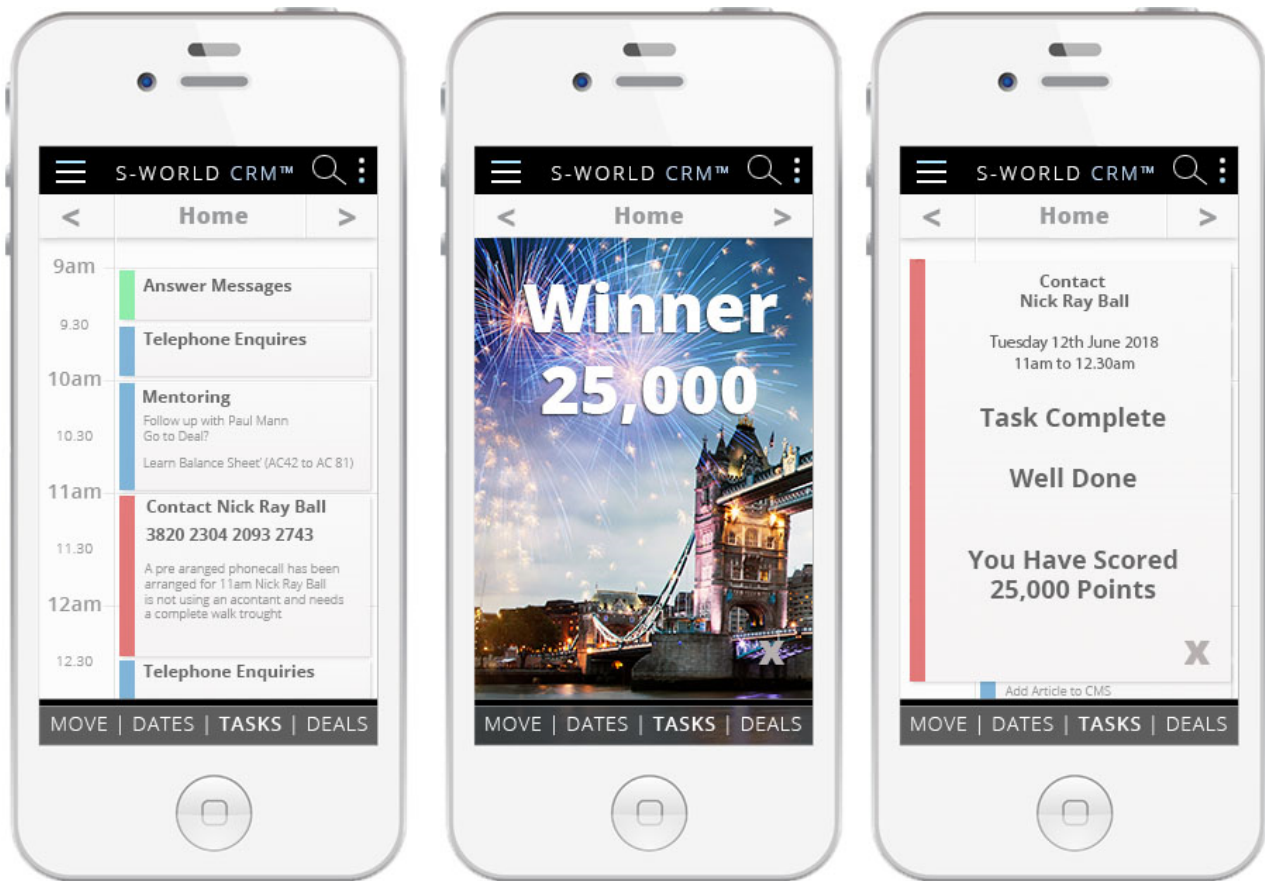 S-WORLD CRM™
< Home >
9am
Answer Messages
9.30
Telephone Enquires
10am
Mentoring
Follow up with Paul Mann
Go to Deal?
10.30
Learn Balance Sheet' (AC42 to AC 81)
11am
Contact Nick Ray Ball
3820 2304 2093 2743
11.30
A pre aranged phonecall has been
arranged for 11am Nick Ray Ball
is not using an acontant and needs
a complete walk trought
12am
12.30
Telephone Enquiries
MOVE | DATES | TASKS | DEALS
S-WORLD CRM™
< Home >
Winner
25,000
X
MOVE | DATES | TASKS | DEALS
S-WORLD CRM™
< Home >
Contact
Nick Ray Ball
Tuesday 12th June 2018
11am to 12.30am
Task Complete
Well Done
You Have Scored
25,000 Points
X
Add Article to CMS
MOVE | DATES | TASKS | DEALS